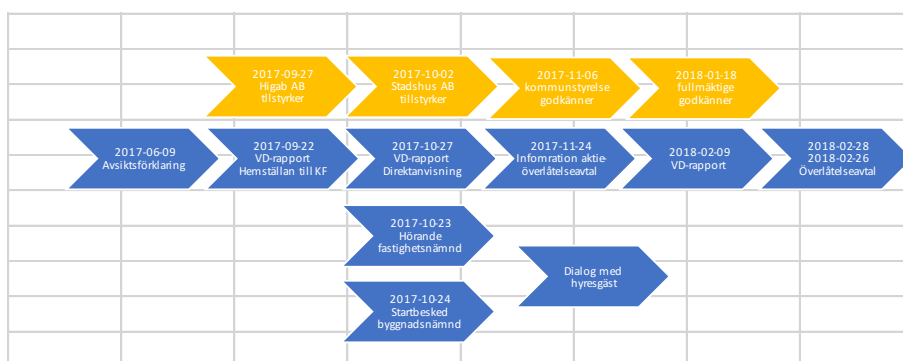 2017-09-27
Higab AB
tillstyrker
2017-10-02
Stadshus AB
tillstyrker
2017-11-06
kommunstyrelse
godkänner
2018-01-18
fullmäktige
godkänner
2017-06-09
Avsiktsförklaring
2017-09-22
VD-rapport
Hemställan till KF
2017-10-27
VD-rapport
Direktanvisning
2017-11-24
Infomration aktie-
överlåtelseavtal
2018-02-09
VD-rapport
2018-02-28
2018-02-26
Överlåtelseavtal
2017-10-23
Hörande
fastighetsnämnd
Dialog med
hyresgäst
2017-10-24
Startbesked
byggnadsnämnd